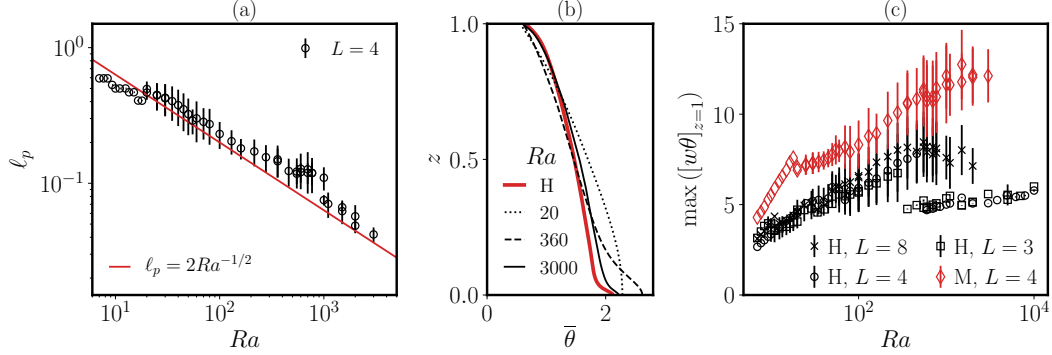 (a)
10^0
10^{-1}
ℓ_p
L = 4
ℓ_p = 2Ra^{-1/2}
10^1
10^2
10^3
Ra
(b)
1.0
0.5
0.0
z
Ra
H
20
360
3000
0
1
2
θ̅
(c)
15
10
5
0
max ([wθ]_{z=1})
H, L = 8
H, L = 3
H, L = 4
M, L = 4
10^2
10^4
Ra